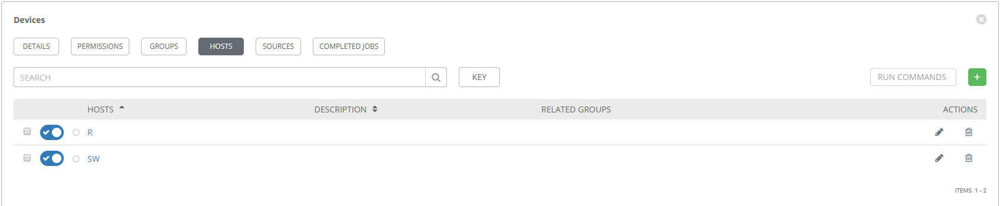 Devices
DETAILS PERMISSIONS GROUPS HOSTS SOURCES COMPLETED JOBS
SEARCH KEY RUN COMMANDS +
HOSTS DESCRIPTION RELATED GROUPS ACTIONS
R
SW
ITEMS 1 - 2